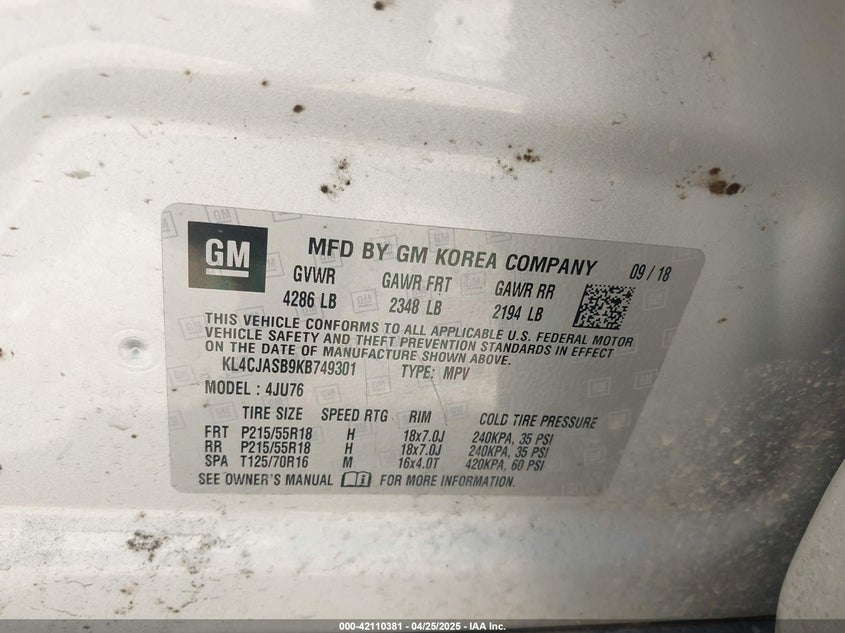 GM
MFD BY GM KOREA COMPANY 09 / 18
GVWR GAWR FRT GAWR RR
4286 LB 2348 LB 2194 LB
THIS VEHICLE CONFORMS TO ALL APPLICABLE U.S. FEDERAL MOTOR
VEHICLE SAFETY AND THEFT PREVENTION STANDARDS IN EFFECT
ON THE DATE OF MANUFACTURE SHOWN ABOVE.
KL4CJASB9KB749301 TYPE: MPV
MODEL : 4JU76
TIRE SIZE SPEED RTG RIM COLD TIRE PRESSURE
FRT P215/55R18 H 18x7.0J 240KPA, 35 PSI
RR P215/55R18 H 18x7.0J 240KPA, 35 PSI
SPA T125/70R16 M 16x4.0T 420KPA, 60 PSI
SEE OWNER'S MANUAL FOR MORE INFORMATION.
000-42110381 - 04/25/2025 - IAA Inc.